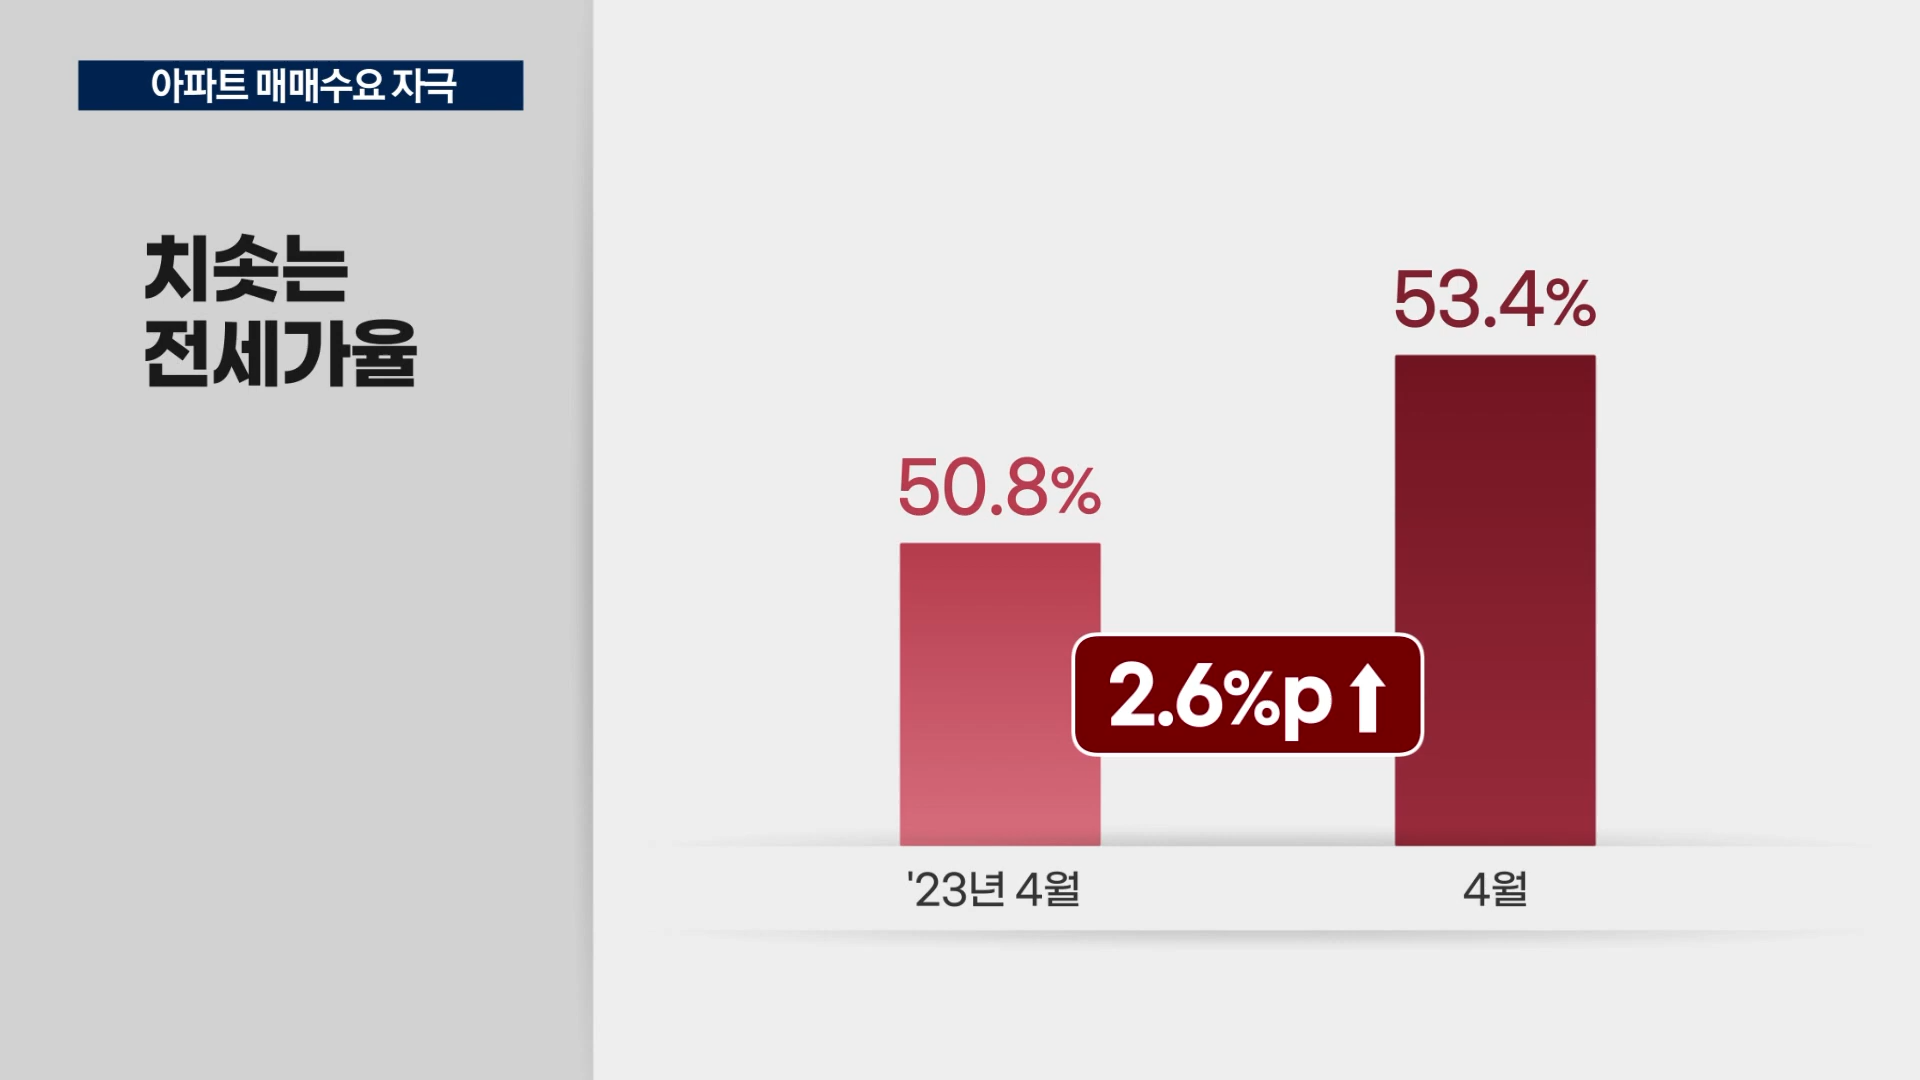 아파트 매매수요 자극
치솟는
전세가율
53.4%
50.8%
2.6%p↑
'23년 4월
4월